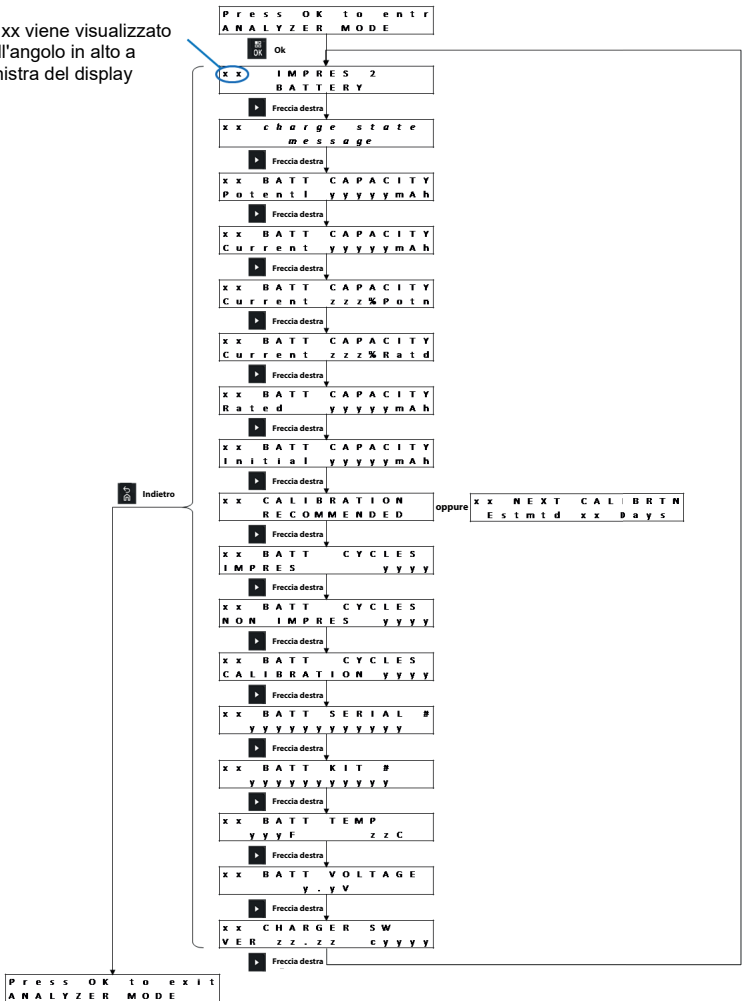 xx viene visualizzato
nell'angolo in alto a
sinistra del display
Press OK to entr
ANALYZER MODE
OK
Ok
xx IMPRES 2
BATTERY
Freccia destra
xx charge state
message
Freccia destra
xx BATT CAPACITY
Potentl yyyyymAh
Freccia destra
xx BATT CAPACITY
Current yyyyymAh
Freccia destra
xx BATT CAPACITY
Current zzz%Potn
Freccia destra
xx BATT CAPACITY
Current zzz%Ratd
Freccia destra
xx BATT CAPACITY
Rated yyyyymAh
Freccia destra
xx BATT CAPACITY
Initial yyyyymAh
Indietro
Freccia destra
xx CALIBRATION
RECOMMENDED
oppure
xx NEXT CALIBRTN
Estmtd xx Days
Freccia destra
xx BATT CYCLES
IMPRES yyyy
Freccia destra
xx BATT CYCLES
NON IMPRES yyyy
Freccia destra
xx BATT CYCLES
CALIBRATION yyyy
Freccia destra
xx BATT SERIAL #
yyyyyyyyyyyy
Freccia destra
xx BATT KIT #
yyyyyyyyyyy
Freccia destra
xx BATT TEMP
yyyF zzC
Freccia destra
xx BATT VOLTAGE
y.yV
Freccia destra
xx CHARGER SW
VER zz.zz cyyyy
Freccia destra
Press OK to exit
ANALYZER MODE